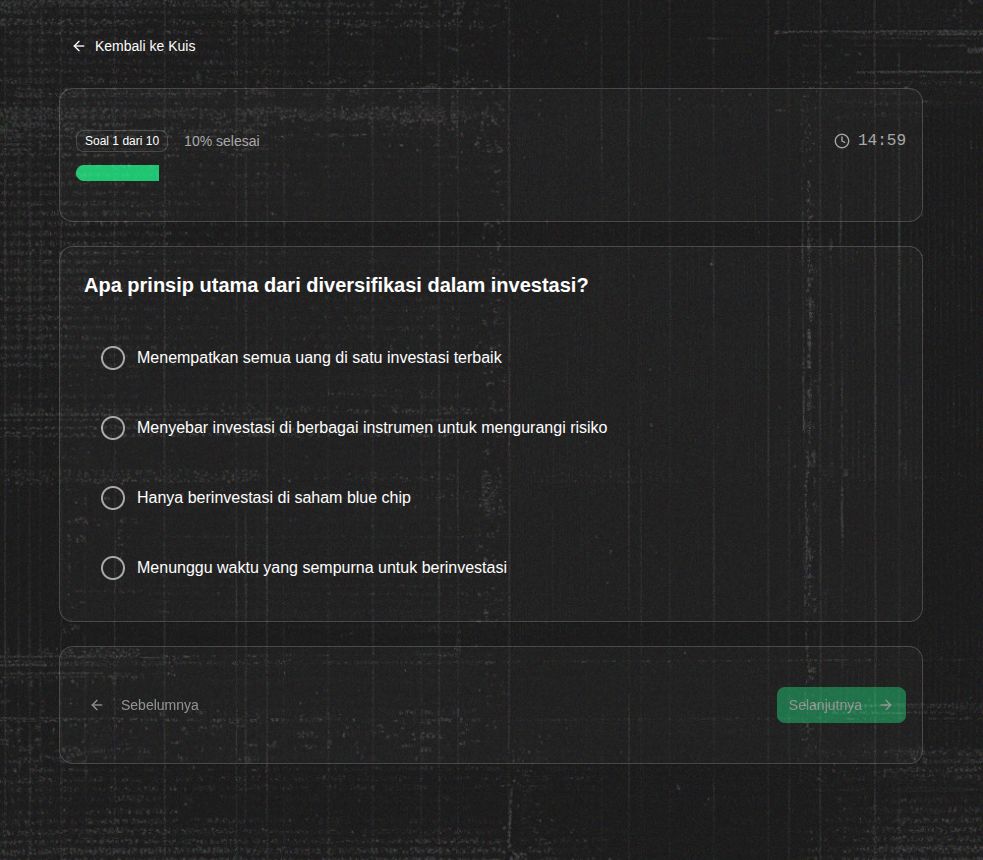 Kembali ke Kuis
Soal 1 dari 10 10% selesai 14:59
Apa prinsip utama dari diversifikasi dalam investasi?
Menempatkan semua uang di satu investasi terbaik
Menyebar investasi di berbagai instrumen untuk mengurangi risiko
Hanya berinvestasi di saham blue chip
Menunggu waktu yang sempurna untuk berinvestasi
Sebelumnya Selanjutnya